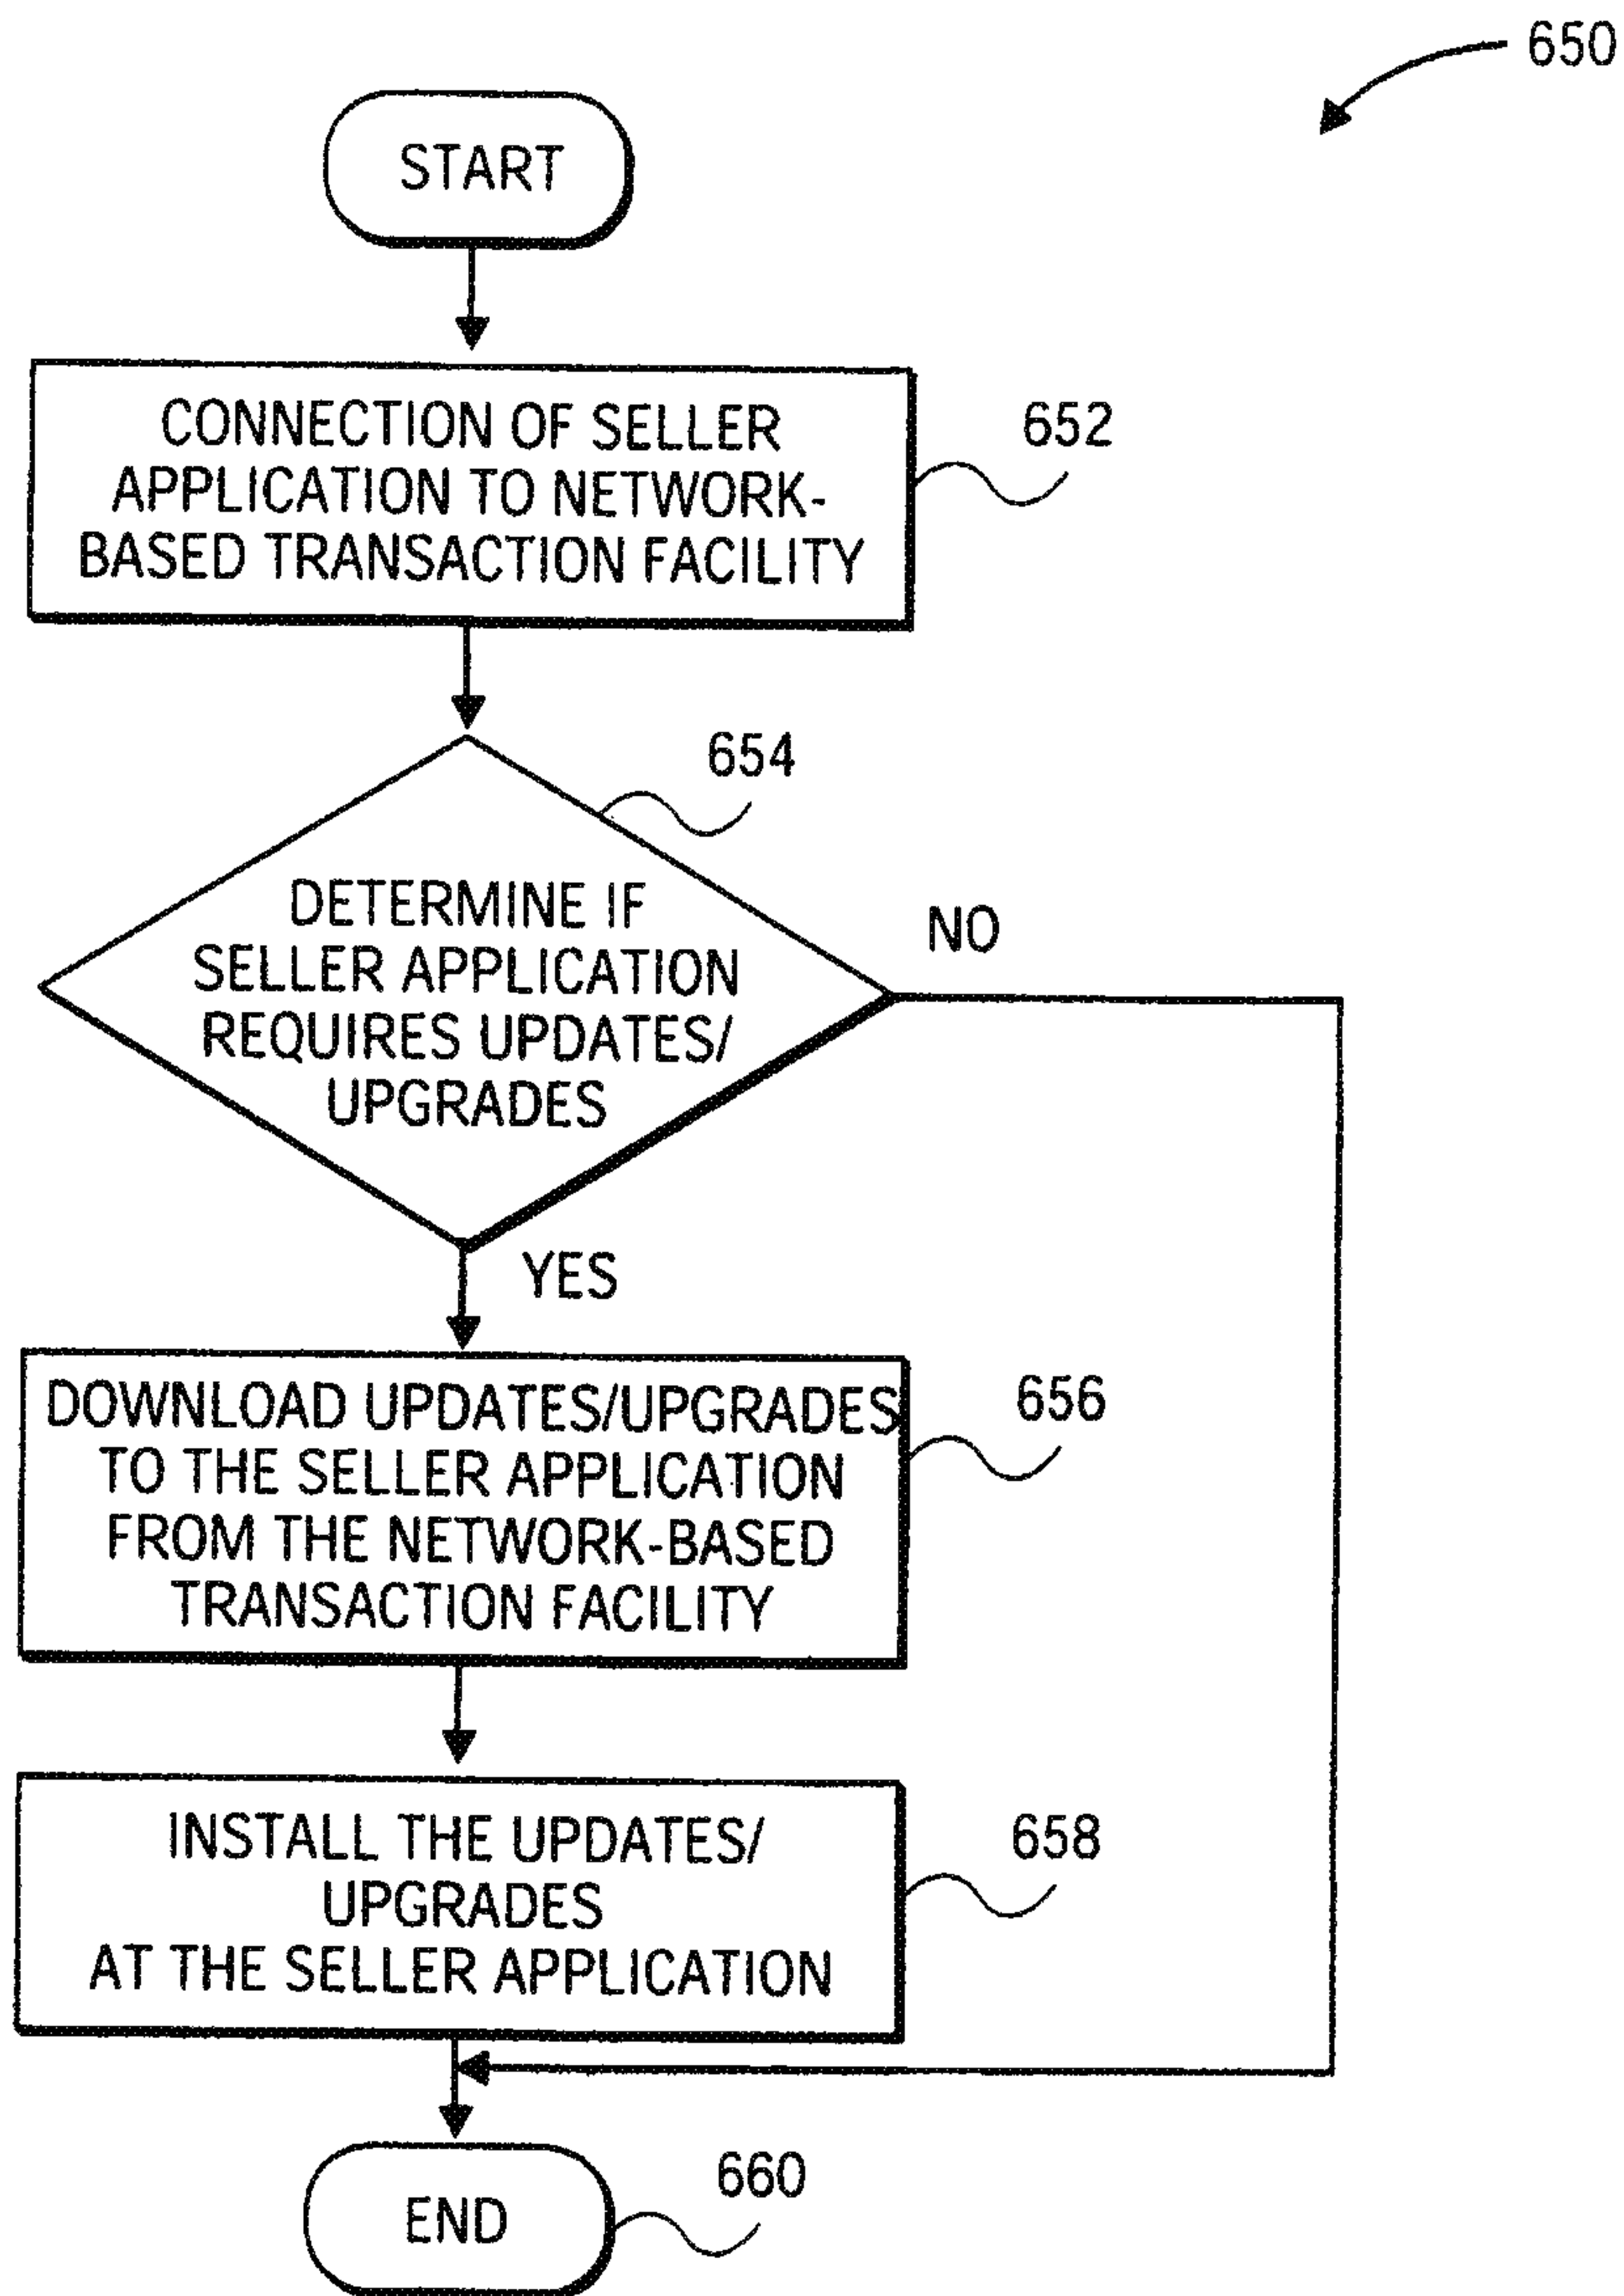 650
START
CONNECTION OF SELLER
APPLICATION TO NETWORK-
BASED TRANSACTION FACILITY
652
654
DETERMINE IF
SELLER APPLICATION
REQUIRES UPDATES/
UPGRADES
NO
YES
DOWNLOAD UPDATES/UPGRADES
TO THE SELLER APPLICATION
FROM THE NETWORK-BASED
TRANSACTION FACILITY
656
INSTALL THE UPDATES/
UPGRADES
AT THE SELLER APPLICATION
658
END
660